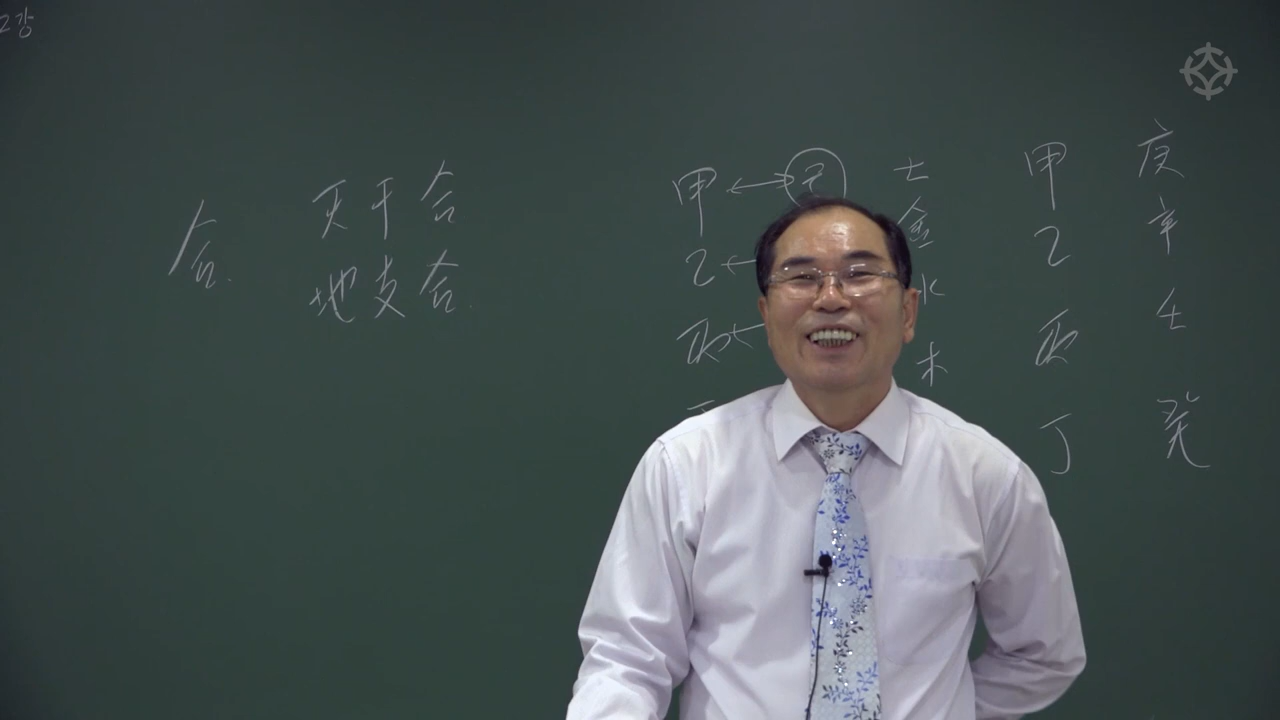 2강
合. 天干合
地支合.
甲 ↔ 己 土
乙 ← 金
丙 ← 水
木
甲 庚
乙 辛
丙 壬
丁 癸